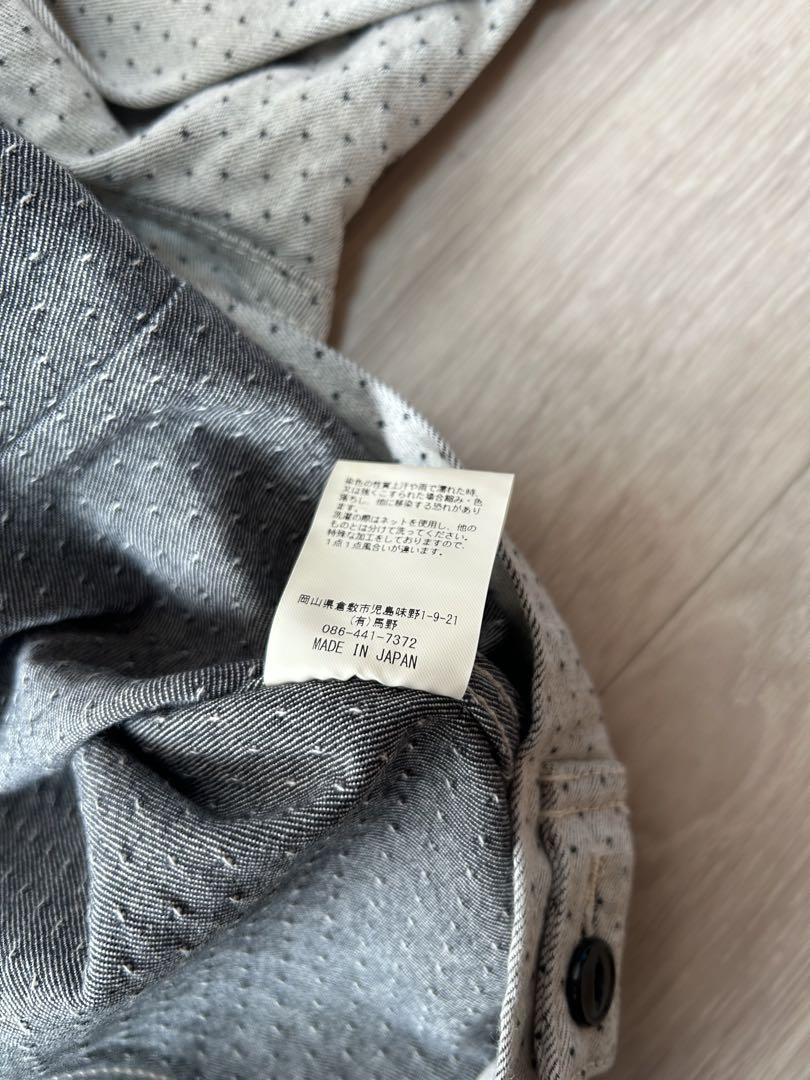 染色の性質上汗や雨で濡れた時、
又は強くこすられた場合縮み・色
落ちし、他に移染する恐れがあり
ます。
洗濯の際はネットを使用し、他の
ものとは分けて洗ってください。
特殊な加工をしておりますので、
1点1点風合いが違います。
岡山県倉敷市児島味野1-9-21
(有)馬野
086-441-7372
MADE IN JAPAN